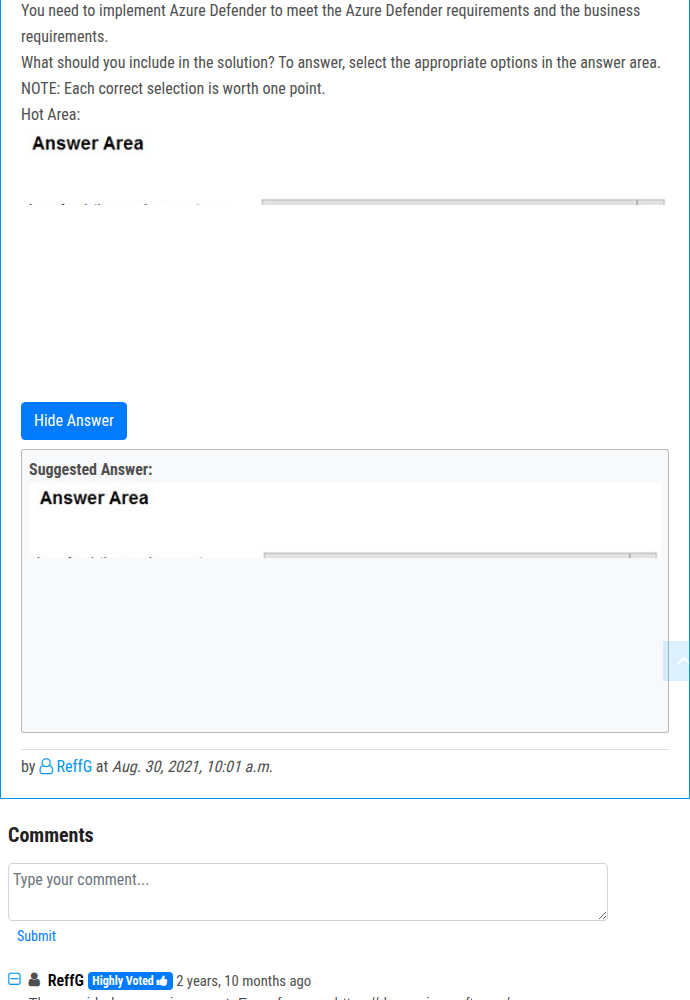 You need to implement Azure Defender to meet the Azure Defender requirements and the business
requirements.
What should you include in the solution? To answer, select the appropriate options in the answer area.
NOTE: Each correct selection is worth one point.
Hot Area:
Answer Area
Hide Answer
Suggested Answer:
Answer Area
by ReffG at Aug. 30, 2021, 10:01 a.m.
Comments
Type your comment...
Submit
ReffG Highly Voted 2 years, 10 months ago